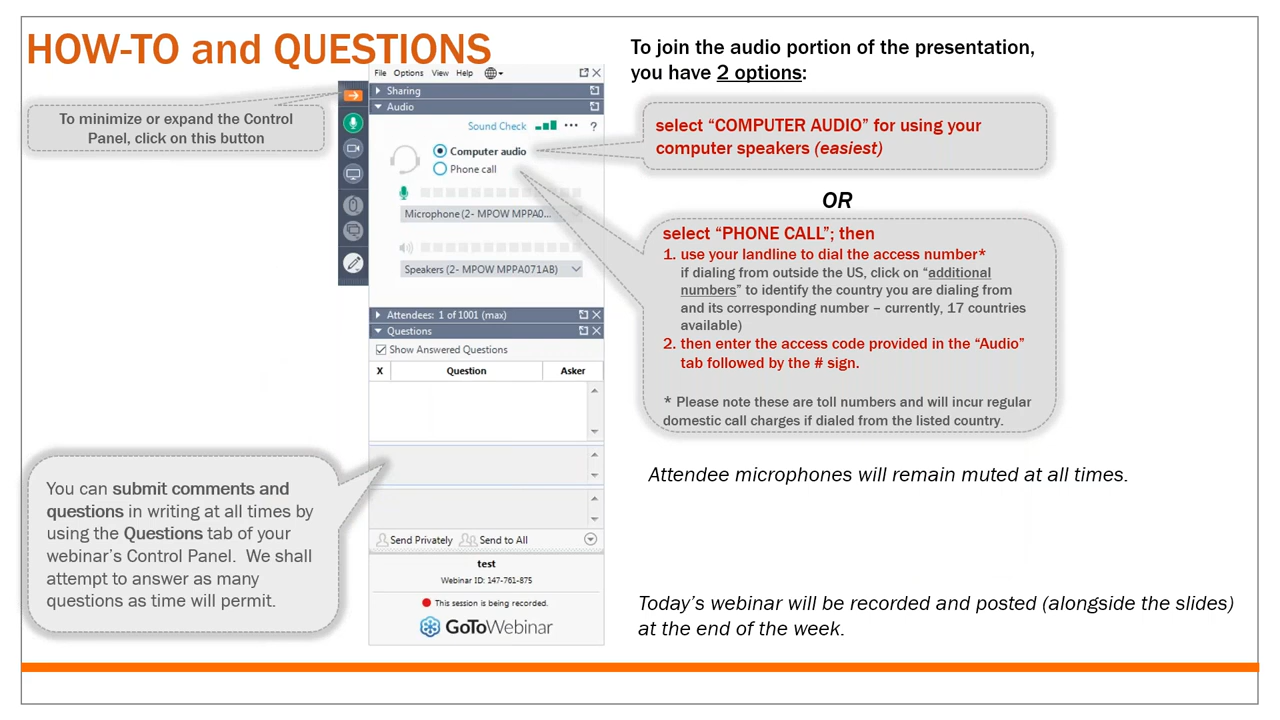 HOW-TO and QUESTIONS
To minimize or expand the Control
Panel, click on this button
File Options View Help
Sharing
Audio
Sound Check ?
Computer audio
Phone call
Microphone (2- MPOW MPPA0...
Speakers (2- MPOW MPPA071AB)
Attendees: 1 of 1001 (max)
Questions
Show Answered Questions
X Question Asker
Send Privately Send to All
test
Webinar ID: 147-761-875
This session is being recorded.
GoToWebinar
You can submit comments and
questions in writing at all times by
using the Questions tab of your
webinar's Control Panel. We shall
attempt to answer as many
questions as time will permit.
To join the audio portion of the presentation,
you have 2 options:
select "COMPUTER AUDIO" for using your
computer speakers (easiest)
OR
select "PHONE CALL"; then
1. use your landline to dial the access number*
if dialing from outside the US, click on "additional
numbers" to identify the country you are dialing from
and its corresponding number – currently, 17 countries
available)
2. then enter the access code provided in the "Audio"
tab followed by the # sign.
* Please note these are toll numbers and will incur regular
domestic call charges if dialed from the listed country.
Attendee microphones will remain muted at all times.
Today's webinar will be recorded and posted (alongside the slides)
at the end of the week.